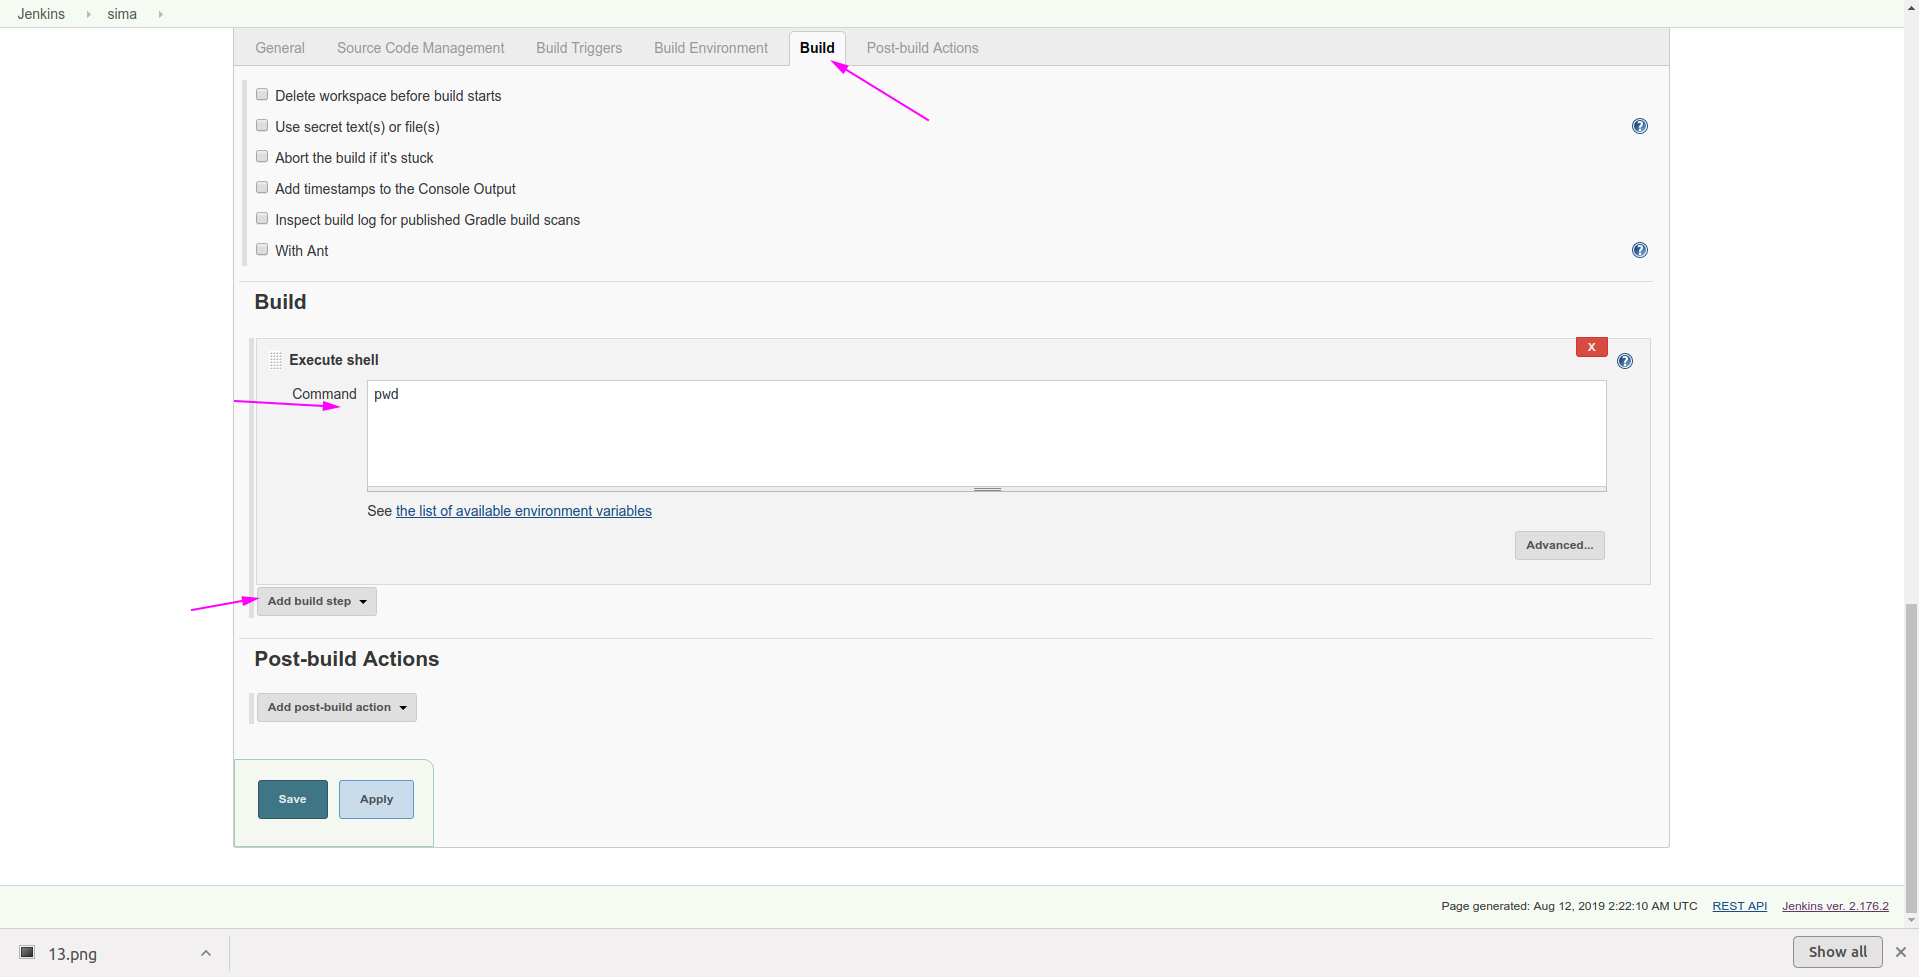 Jenkins sima
General Source Code Management Build Triggers Build Environment Build Post-build Actions
Delete workspace before build starts
Use secret text(s) or file(s)
Abort the build if it's stuck
Add timestamps to the Console Output
Inspect build log for published Gradle build scans
With Ant
Build
X
Execute shell
Command pwd
See the list of available environment variables
Advanced...
Add build step
Post-build Actions
Add post-build action
Save Apply
Page generated: Aug 12, 2019 2:22:10 AM UTC REST API Jenkins ver. 2.176.2
13.png Show all